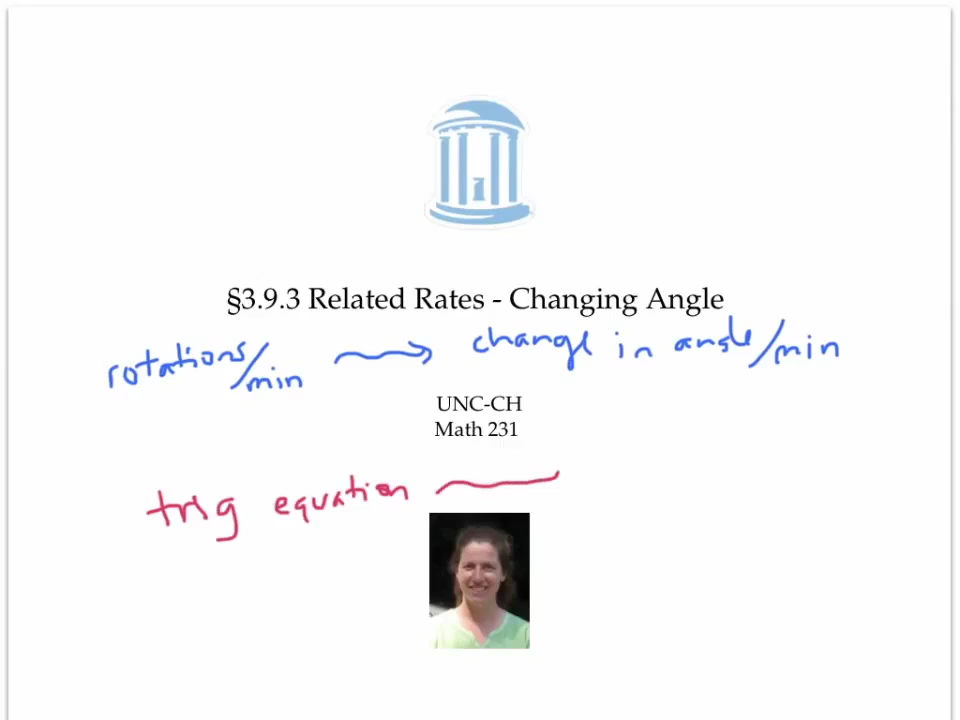 §3.9.3 Related Rates - Changing Angle
rotations/min → change in angle/min
UNC-CH
Math 231
trig equation